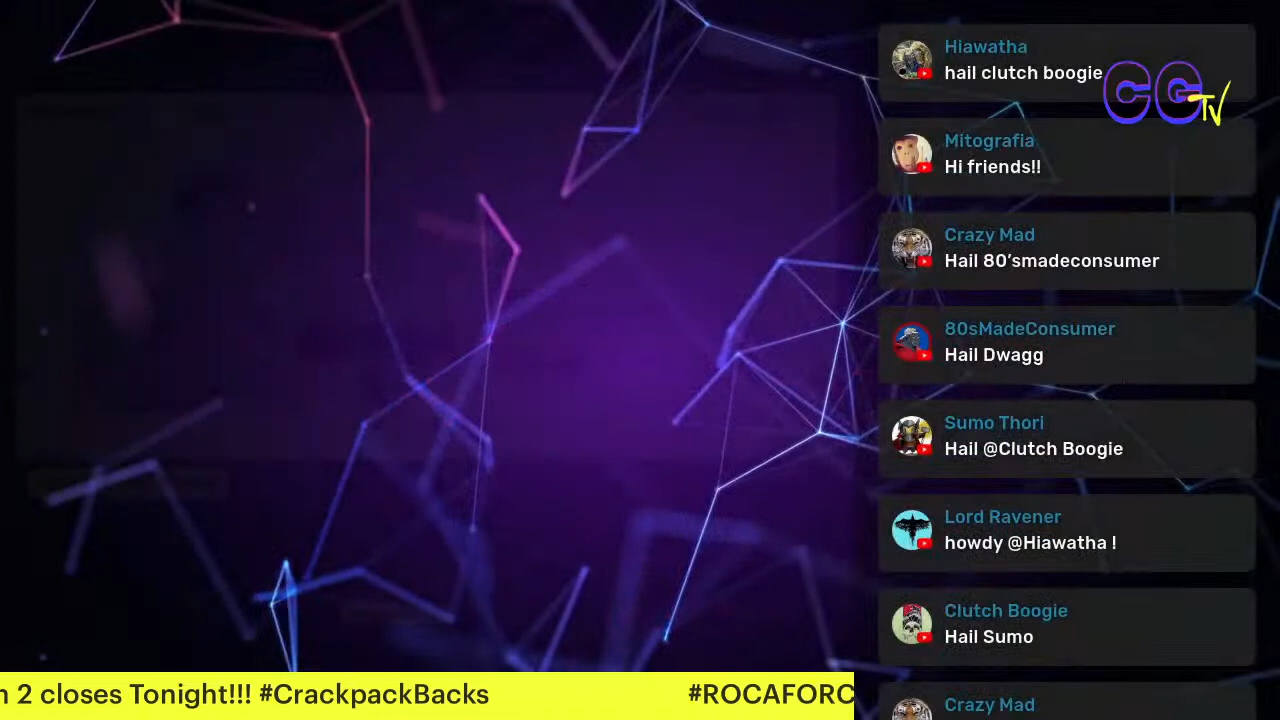 Hiawatha
hail clutch boogie
CG TV
Mitografia
Hi friends!!
Crazy Mad
Hail 80'smadeconsumer
80sMadeConsumer
Hail Dwagg
Sumo Thori
Hail @Clutch Boogie
Lord Ravener
howdy @Hiawatha !
Clutch Boogie
Hail Sumo
Crazy Mad
2 closes Tonight!!! #CrackpackBacks #ROCAFORC